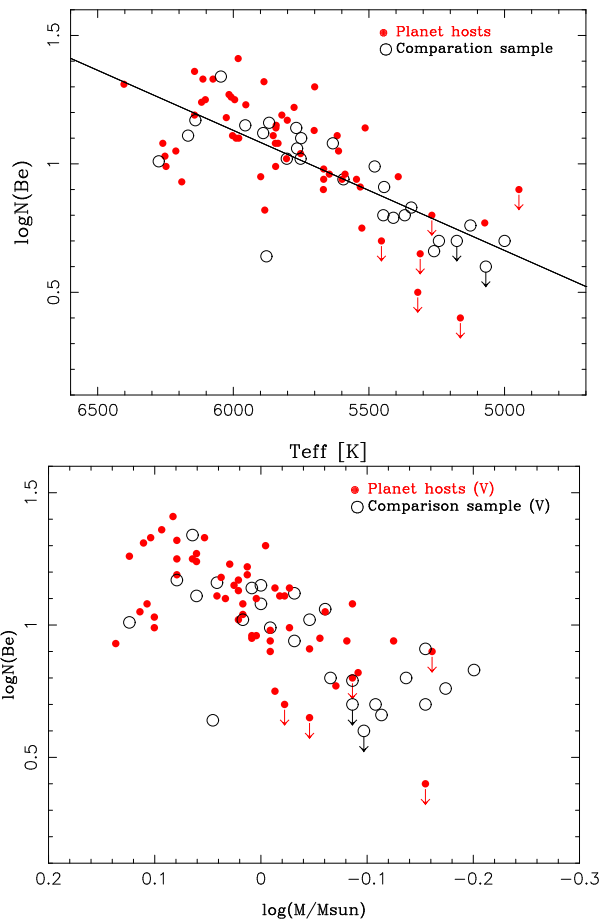 1.5
Planet hosts
Comparation sample
1
logN(Be)
0.5
6500 6000 5500 5000
Teff [K]
1.5
Planet hosts (V)
Comparison sample (V)
1
logN(Be)
0.5
0.2 0.1 0 −0.1 −0.2 −0.3
log(M/Msun)